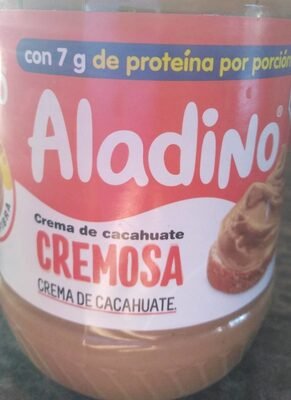 con 7 g de proteína por porción
Aladino®
Crema de cacahuate
CREMOSA
CREMA DE CACAHUATE.